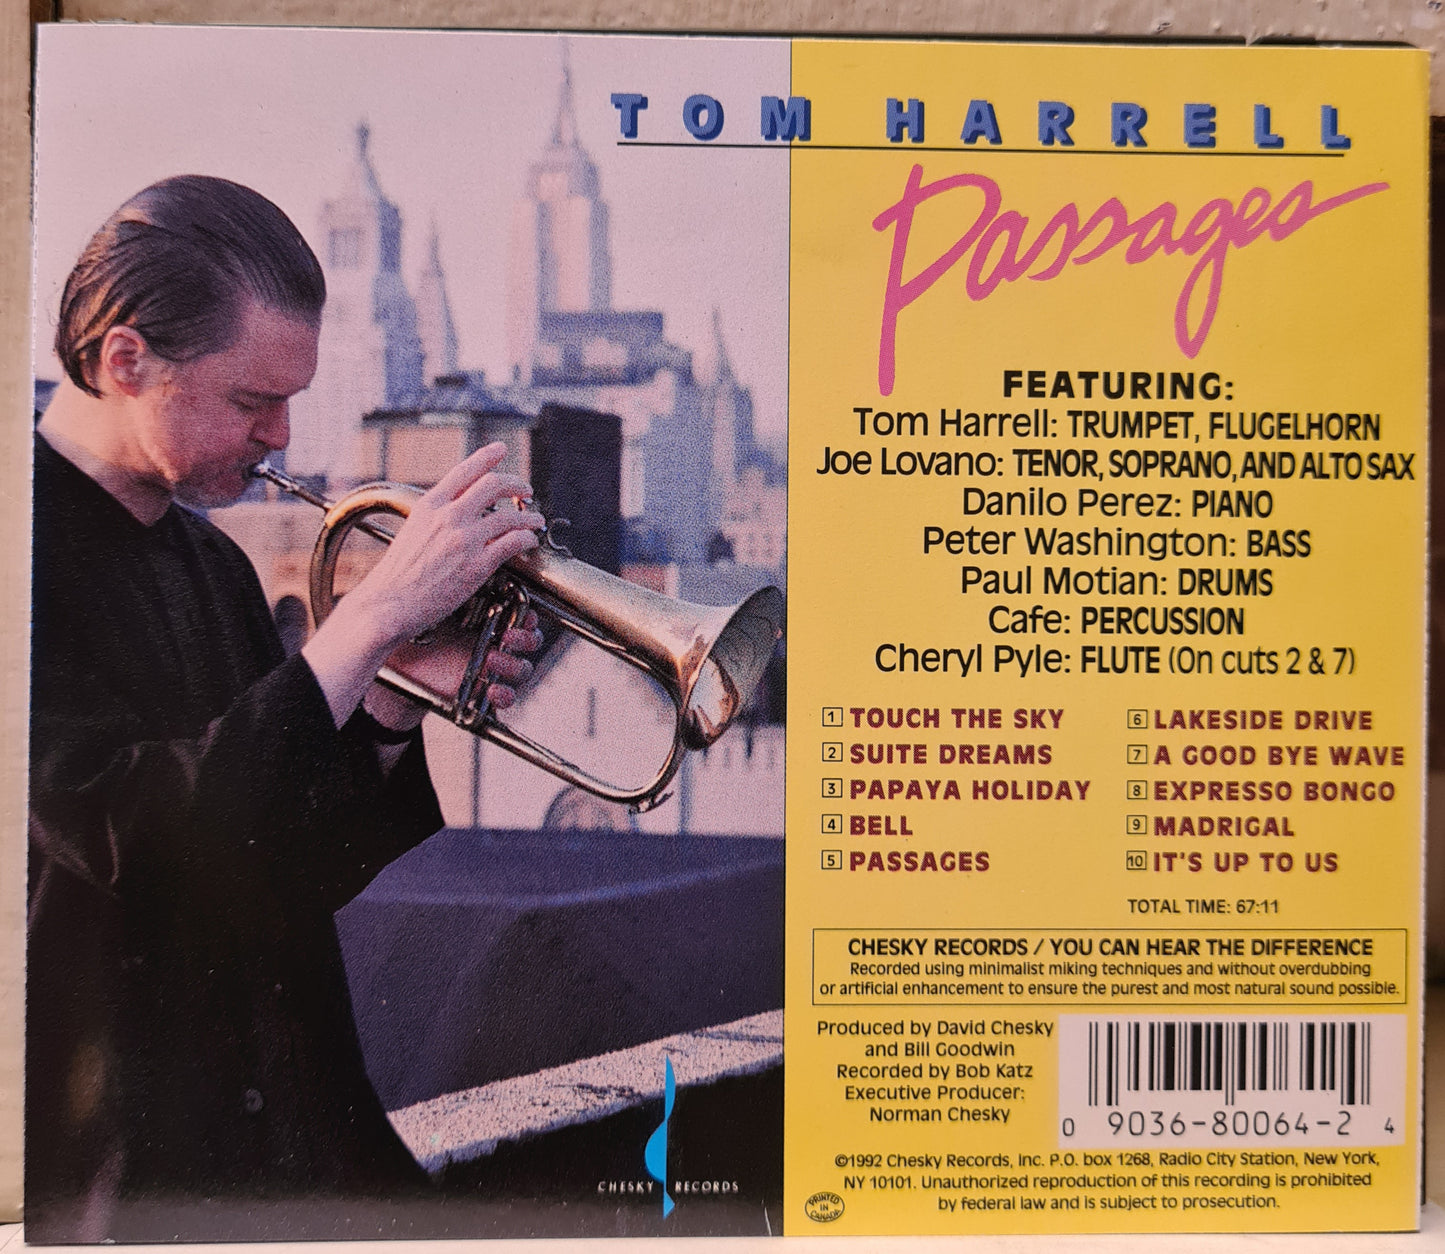 TOM HARRELL
Passages
FEATURING:
Tom Harrell: TRUMPET, FLUGELHORN
Joe Lovano: TENOR, SOPRANO, AND ALTO SAX
Danilo Perez: PIANO
Peter Washington: BASS
Paul Motian: DRUMS
Cafe: PERCUSSION
Cheryl Pyle: FLUTE (On cuts 2 & 7)
1 TOUCH THE SKY
2 SUITE DREAMS
3 PAPAYA HOLIDAY
4 BELL
5 PASSAGES
6 LAKESIDE DRIVE
7 A GOOD BYE WAVE
8 EXPRESSO BONGO
9 MADRIGAL
10 IT'S UP TO US
TOTAL TIME: 67:11
CHESKY RECORDS / YOU CAN HEAR THE DIFFERENCE
Recorded using minimalist miking techniques and without overdubbing
or artificial enhancement to ensure the purest and most natural sound possible.
Produced by David Chesky
and Bill Goodwin
Recorded by Bob Katz
Executive Producer:
Norman Chesky
0 9036-80064-2 4
©1992 Chesky Records, Inc. P.O. box 1268, Radio City Station, New York,
NY 10101. Unauthorized reproduction of this recording is prohibited
by federal law and is subject to prosecution.
PRINTED
IN
CANADA
CHESKY RECORDS